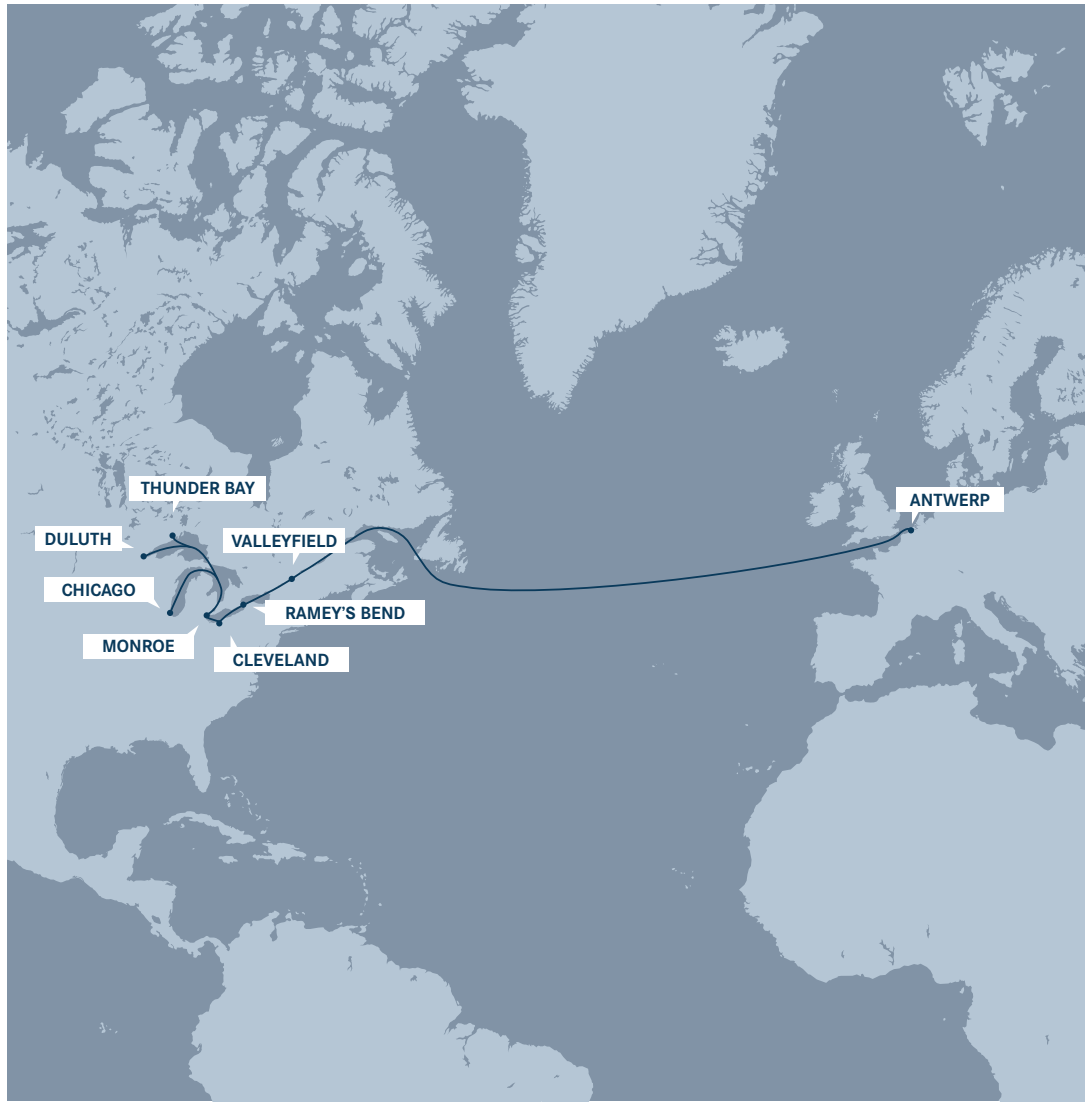 THUNDER BAY
ANTWERP
DULUTH
VALLEYFIELD
CHICAGO
RAMEY'S BEND
MONROE
CLEVELAND